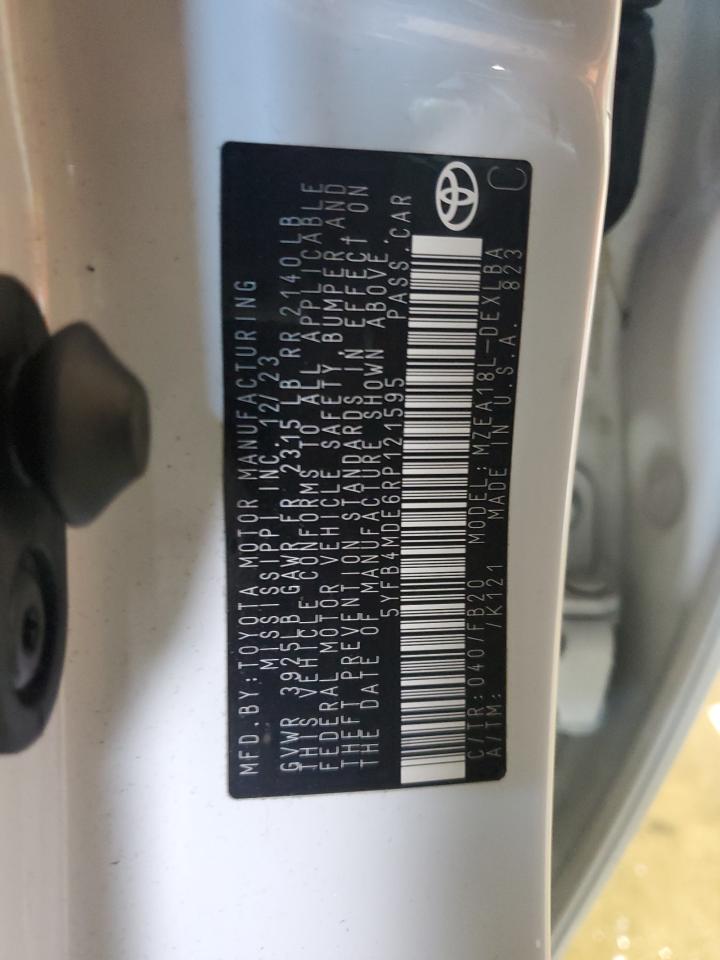 MFD.BY:TOYOTA MOTOR MANUFACTURING
MISSISSIPPI INC. 12/23
GVWR 3925LB GAWR FR 2315LB RR 2140LB
THIS VEHICLE CONFORMS TO ALL APPLICABLE
FEDERAL MOTOR VEHICLE SAFETY, BUMPER, AND
THEFT PREVENTION STANDARDS IN EFFECT ON
THE DATE OF MANUFACTURE SHOWN ABOVE.
5YFB4MDE6RP121595 PASS.CAR
C/TR: 040/FB20 MODEL: MZEA18L-DEXLBA
A/TM: /K121 MADE IN U.S.A. 823
C